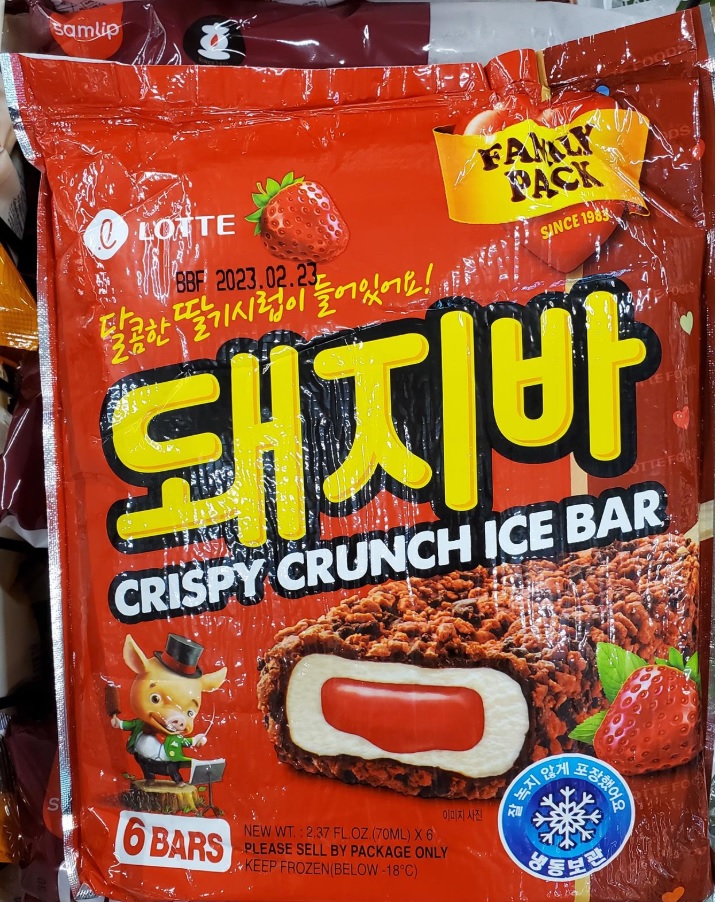 samlip
FAMILY
PACK
SINCE 1983
LOTTE
BBF 2023.02.23
달콤한 딸기시럽이 들어있어요!
돼지바
CRISPY CRUNCH ICE BAR
잘 녹지 않게 포장했어요
냉동보관
이미지 사진
6 BARS
NEW WT. : 2.37 FL.OZ.(70ML) X 6
PLEASE SELL BY PACKAGE ONLY
KEEP FROZEN(BELOW -18°C)